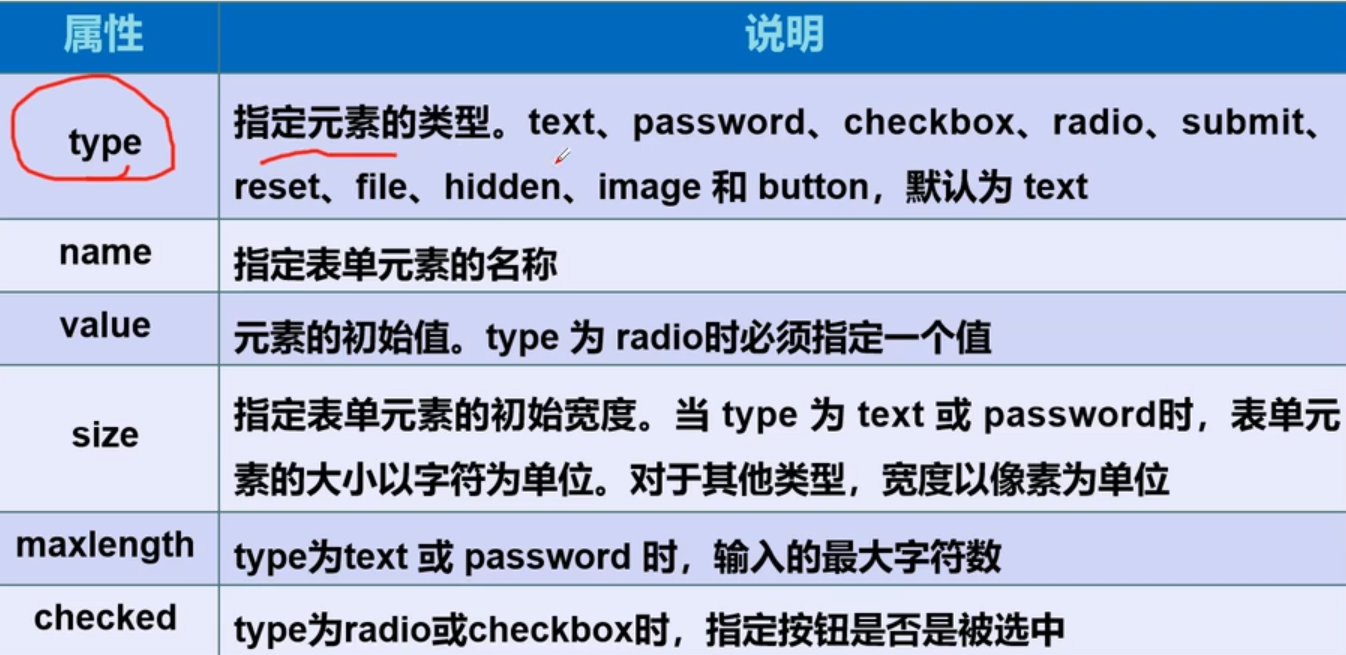 属性 说明
type
指定元素的类型。text、password、checkbox、radio、submit、
reset、file、hidden、image 和 button，默认为 text
name 指定表单元素的名称
value 元素的初始值。type 为 radio时必须指定一个值
size
指定表单元素的初始宽度。当 type 为 text 或 password时，表单元
素的大小以字符为单位。对于其他类型，宽度以像素为单位
maxlength type为text 或 password 时，输入的最大字符数
checked type为radio或checkbox时，指定按钮是否是被选中